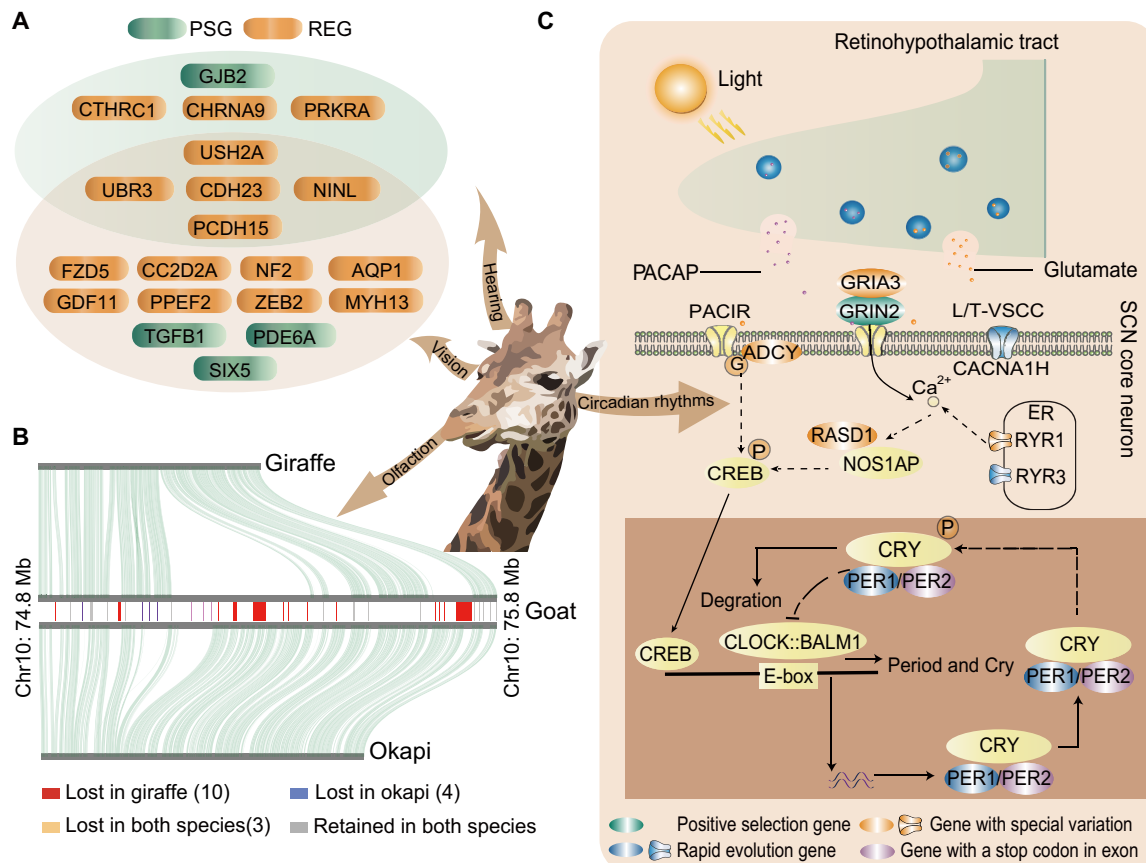 A
PSG REG
GJB2
CTHRC1 CHRNA9 PRKRA
USH2A
UBR3 CDH23 NINL
PCDH15
FZD5 CC2D2A NF2 AQP1
GDF11 PPEF2 ZEB2 MYH13
TGFB1 PDE6A
SIX5
Hearing
Vision
Olfaction
Circadian rhythms
B
Giraffe
Chr10: 74.8 Mb
Chr10: 75.8 Mb
Goat
Okapi
Lost in giraffe (10) Lost in okapi (4)
Lost in both species(3) Retained in both species
C
Retinohypothalamic tract
Light
PACAP
Glutamate
GRIA3
GRIN2
PACIR
L/T-VSCC
SCN core neuron
ADCY
G
CACNA1H
Ca2+
ER
RYR1
RYR3
RASD1
NOS1AP
P
CREB
P
CRY
PER1/PER2
Degration
CLOCK::BALM1
CREB
E-box
Period and Cry
CRY
PER1/PER2
CRY
PER1/PER2
Positive selection gene Gene with special variation
Rapid evolution gene Gene with a stop codon in exon